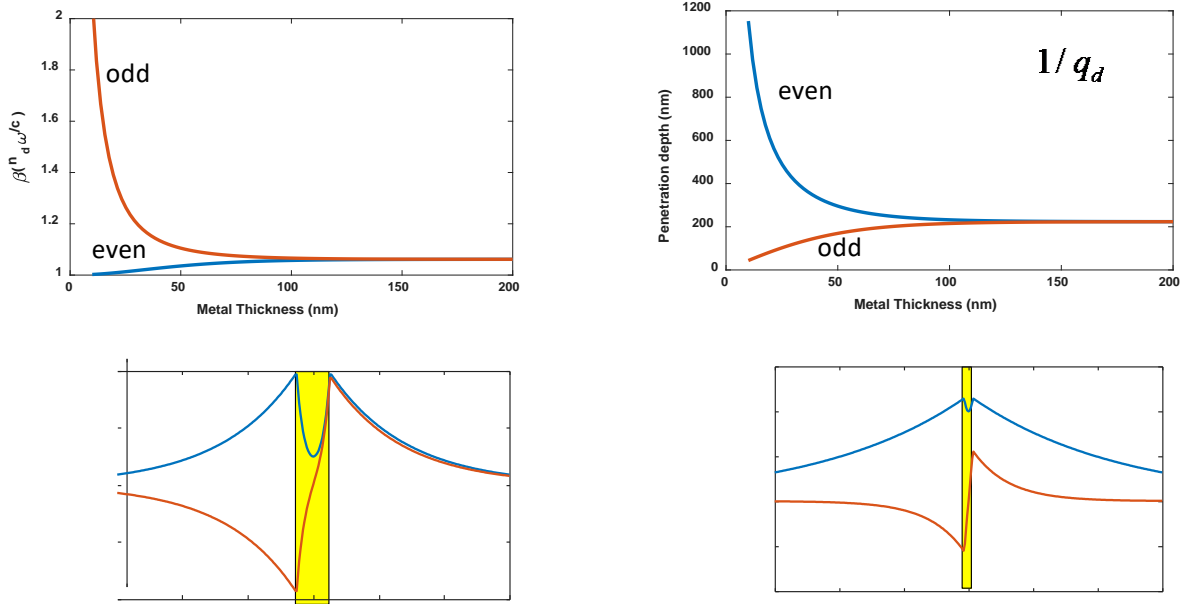 2
1.8
1.6
1.4
1.2
1
0 50 100 150 200
odd
even
β(n_d ω/c)
Metal Thickness (nm)
1200
1000
800
600
400
200
0
0 50 100 150 200
1/ q_d
even
odd
Penetration depth (nm)
Metal Thickness (nm)